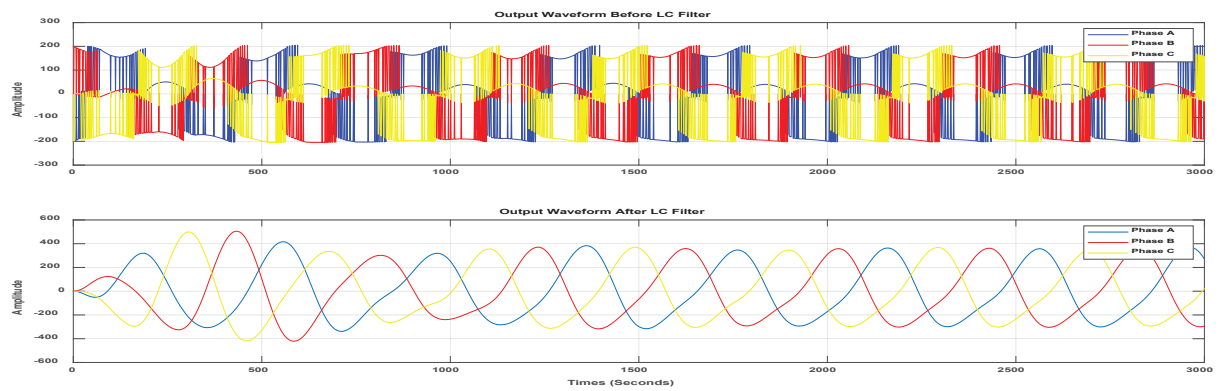 Output Waveform Before LC Filter
300
200
100
0
-100
-200
-300
Amplitude
Phase A
Phase B
Phase C
0
500
1000
1500
2000
2500
3000
Output Waveform After LC Filter
600
400
200
0
-200
-400
-600
Amplitude
Phase A
Phase B
Phase C
0
500
1000
1500
2000
2500
3000
Times (Seconds)